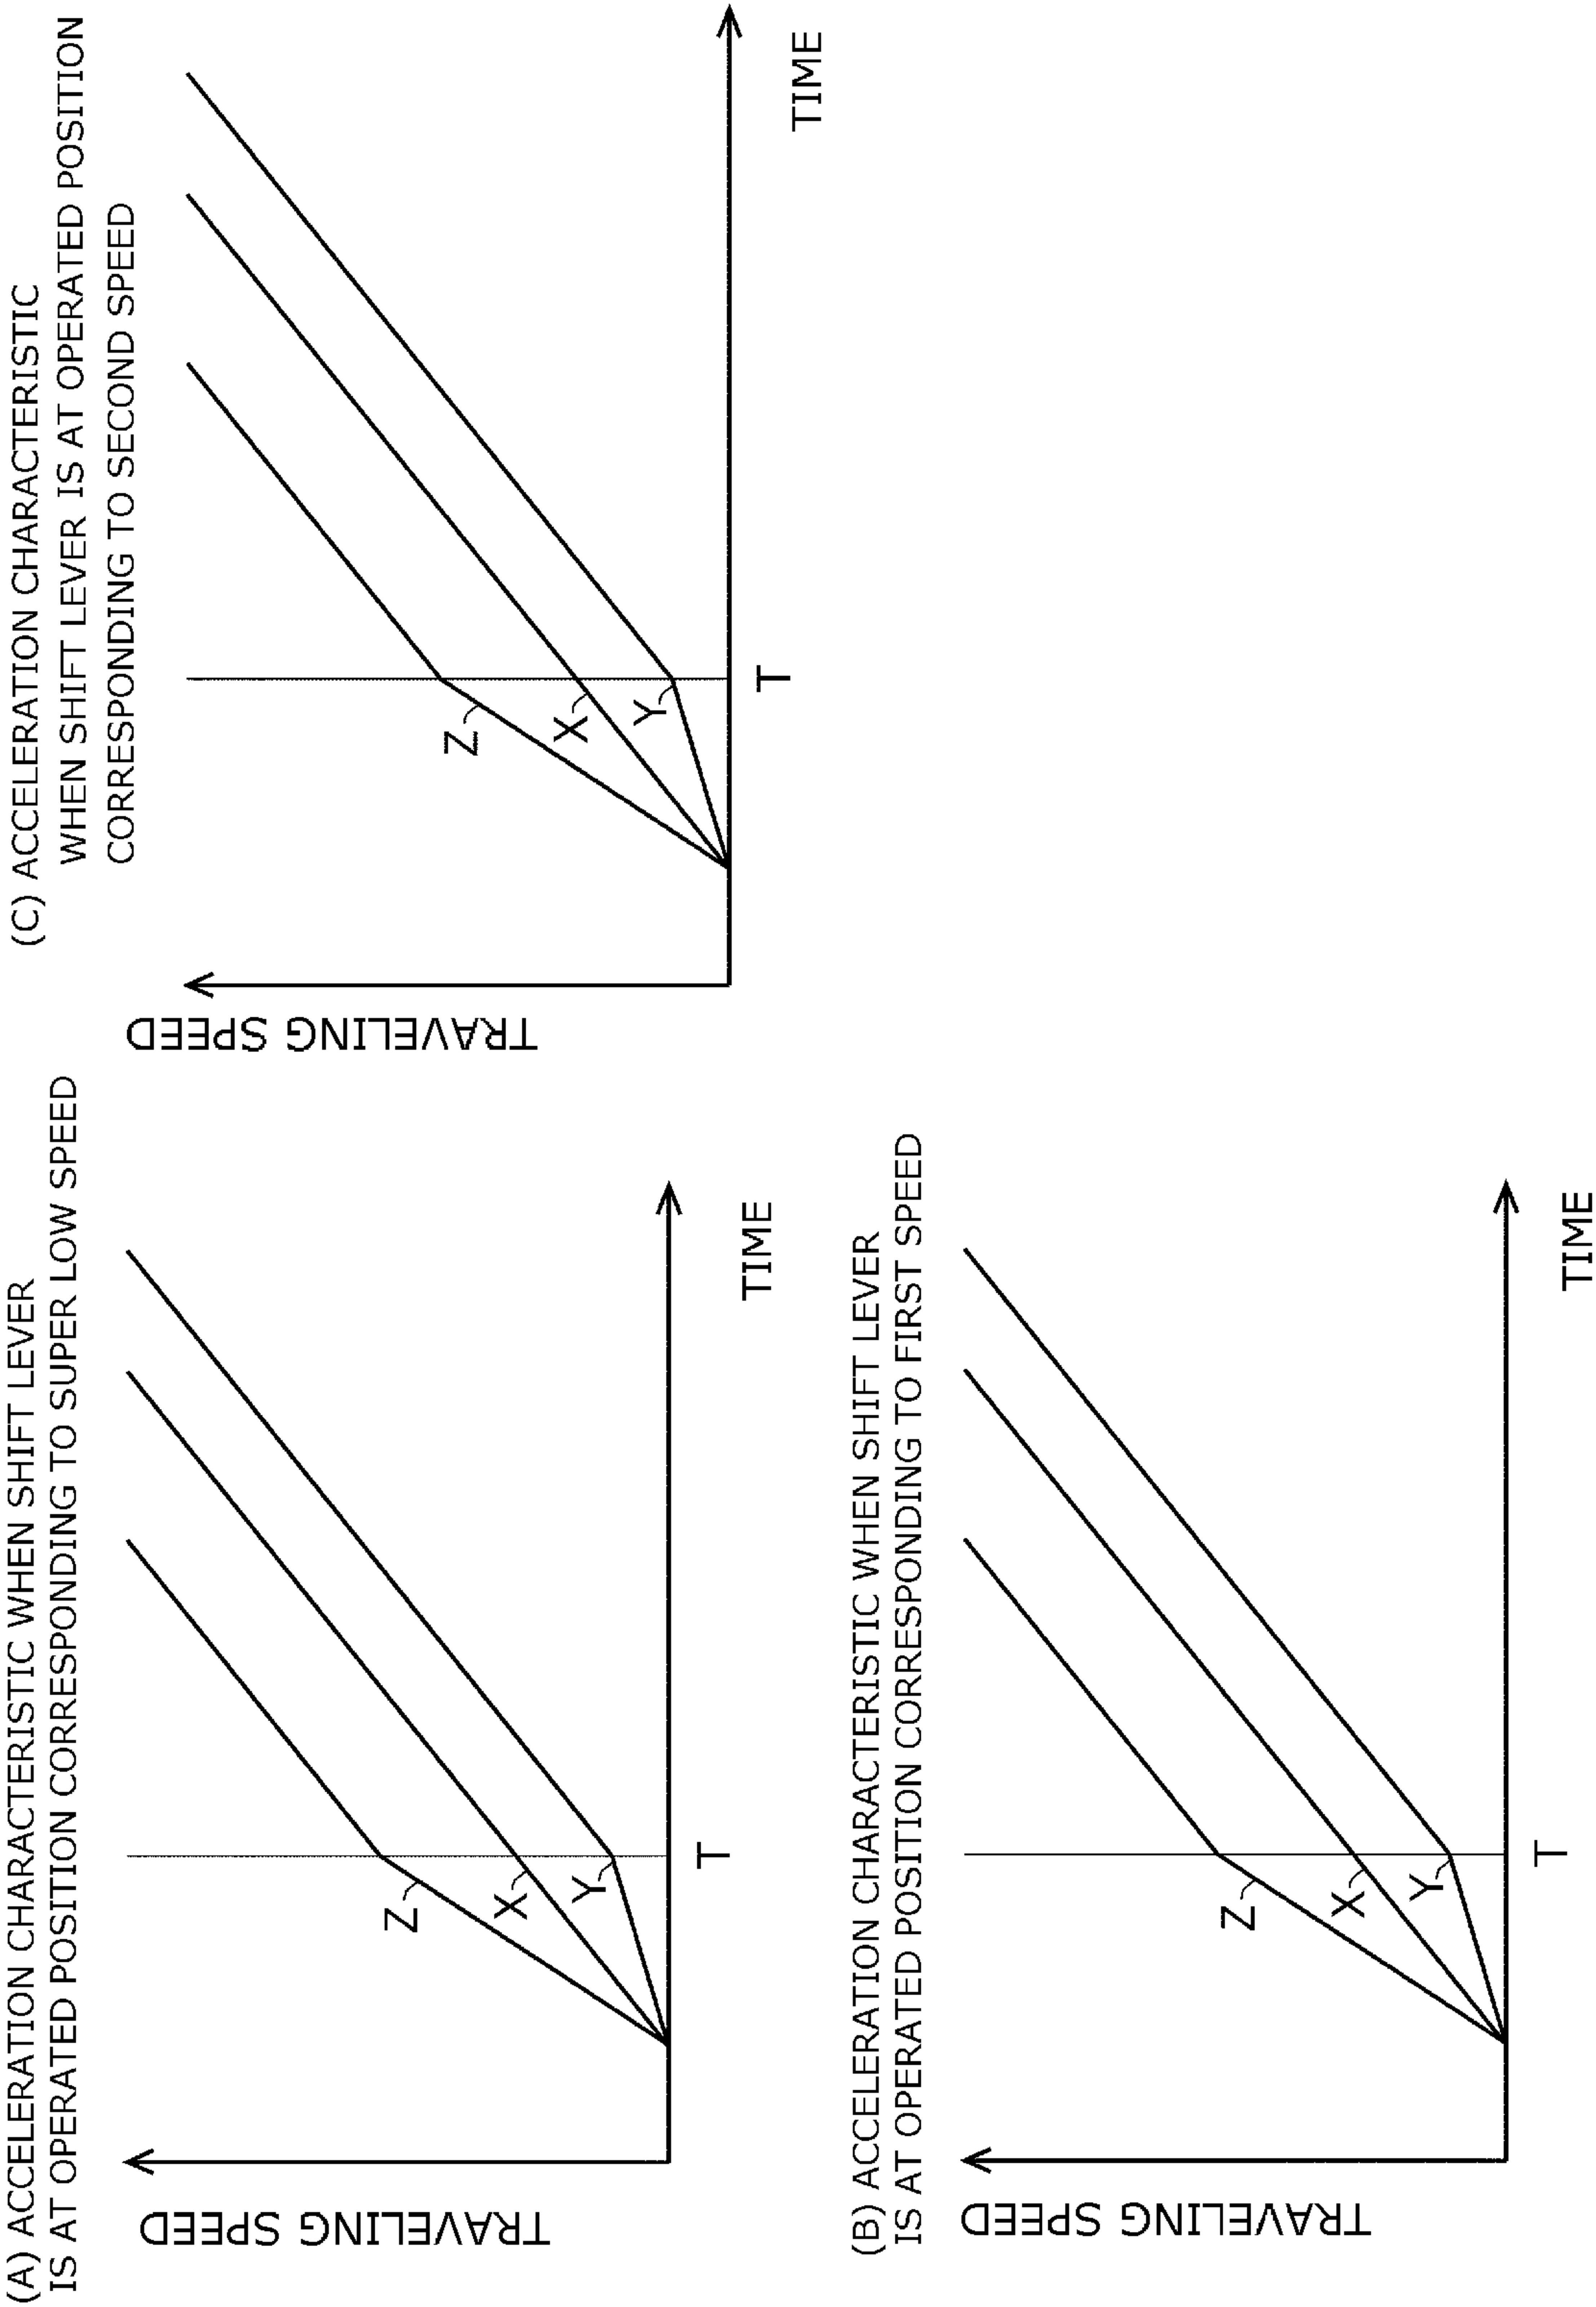 (A) ACCELERATION CHARACTERISTIC WHEN SHIFT LEVER
IS AT OPERATED POSITION CORRESPONDING TO SUPER LOW SPEED
TRAVELING SPEED
Z
X
Y
T
TIME
(B) ACCELERATION CHARACTERISTIC WHEN SHIFT LEVER
IS AT OPERATED POSITION CORRESPONDING TO FIRST SPEED
TRAVELING SPEED
Z
X
Y
T
TIME
(C) ACCELERATION CHARACTERISTIC
WHEN SHIFT LEVER IS AT OPERATED POSITION
CORRESPONDING TO SECOND SPEED
TRAVELING SPEED
Z
X
Y
T
TIME